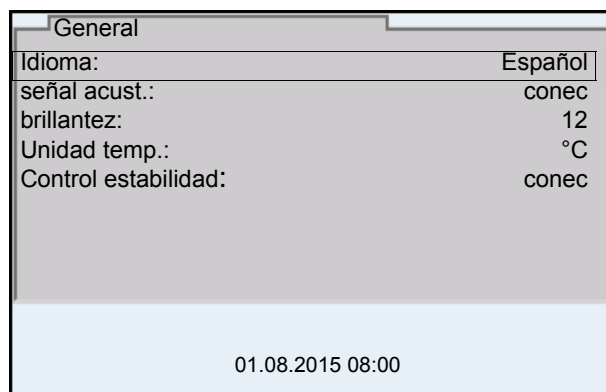 General
Idioma: Español
señal acust.: conec
brillantez: 12
Unidad temp.: °C
Control estabilidad: conec
01.08.2015 08:00